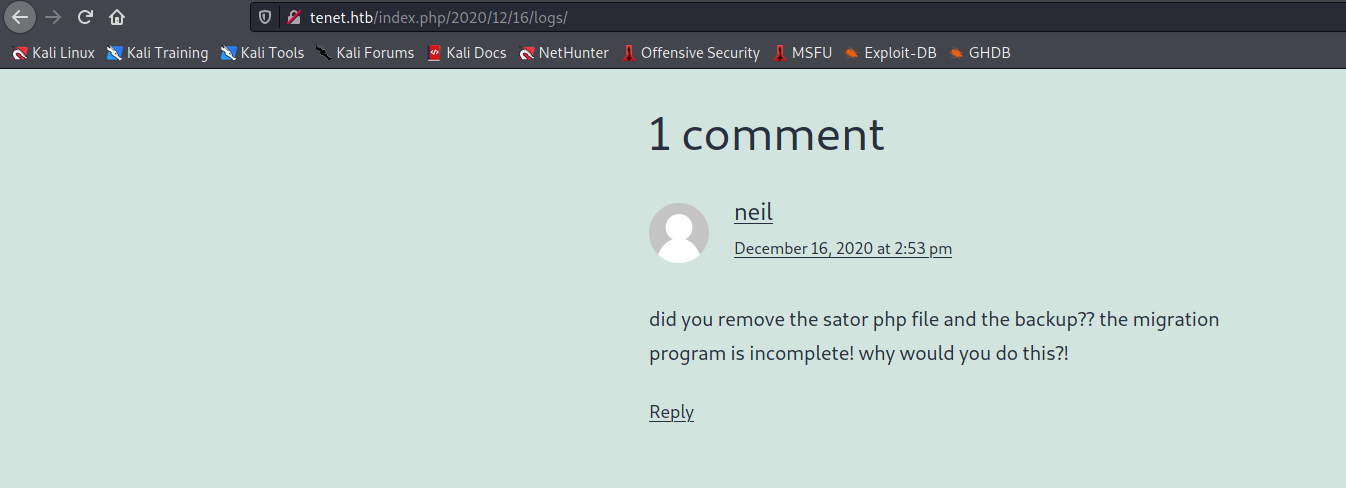 tenet.htb/index.php/2020/12/16/logs/
Kali Linux Kali Training Kali Tools Kali Forums Kali Docs NetHunter Offensive Security MSFU Exploit-DB GHDB
1 comment
neil
December 16, 2020 at 2:53 pm
did you remove the sator php file and the backup?? the migration
program is incomplete! why would you do this?!
Reply